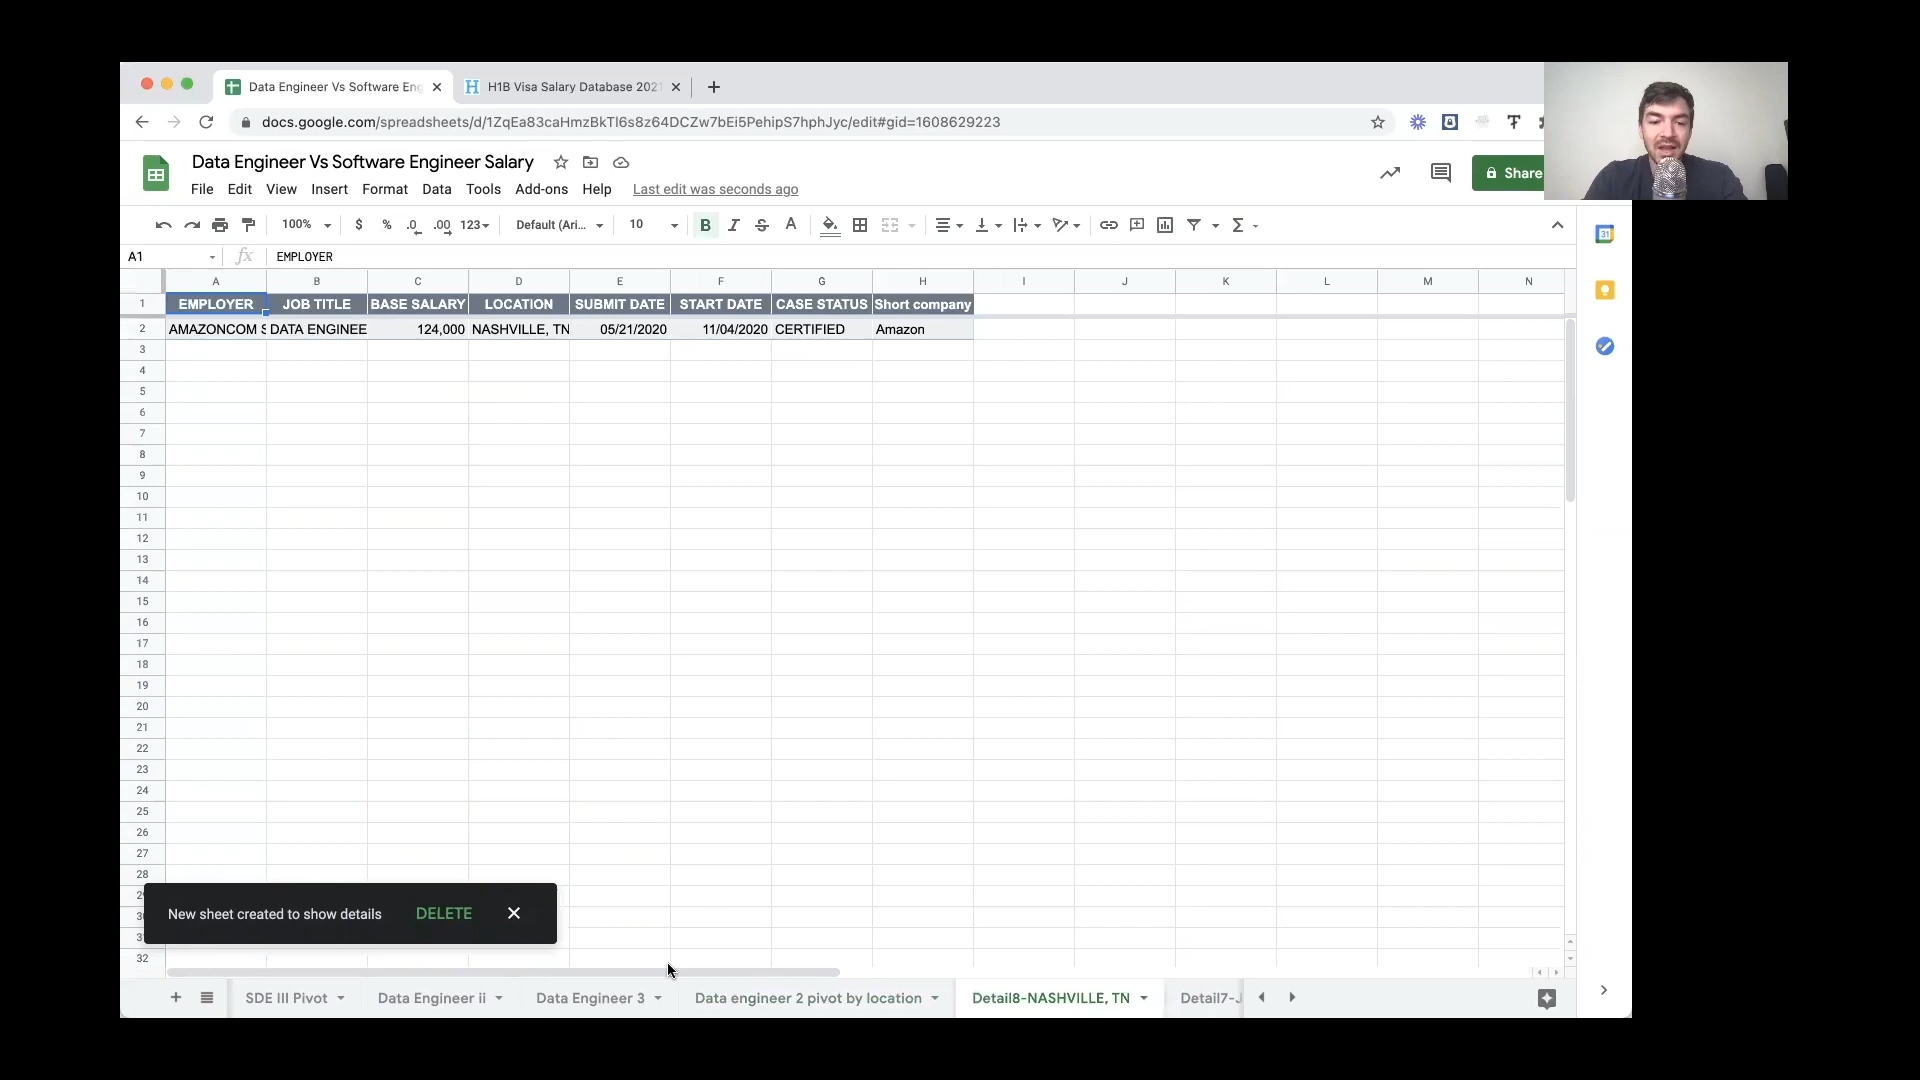 Data Engineer Vs Software Eng
H1B Visa Salary Database 2021
docs.google.com/spreadsheets/d/1ZqEa83caHmzBkTI6s8z64DCZw7bEi5PehipS7hphJyc/edit#gid=1608629223
Data Engineer Vs Software Engineer Salary
File Edit View Insert Format Data Tools Add-ons Help Last edit was seconds ago
Share
100% $ % .0 .00 123 Default (Ari... 10 B I S A
A1 fx EMPLOYER
A B C D E F G H I J K L M N
1 EMPLOYER JOB TITLE BASE SALARY LOCATION SUBMIT DATE START DATE CASE STATUS Short company
2 AMAZONCOM S DATA ENGINEE 124,000 NASHVILLE, TN 05/21/2020 11/04/2020 CERTIFIED Amazon
3
4
5
6
7
8
9
10
11
12
13
14
15
16
17
18
19
20
21
22
23
24
25
26
27
28
New sheet created to show details DELETE
32
SDE III Pivot Data Engineer ii Data Engineer 3 Data engineer 2 pivot by location Detail8-NASHVILLE, TN Detail7-J
31